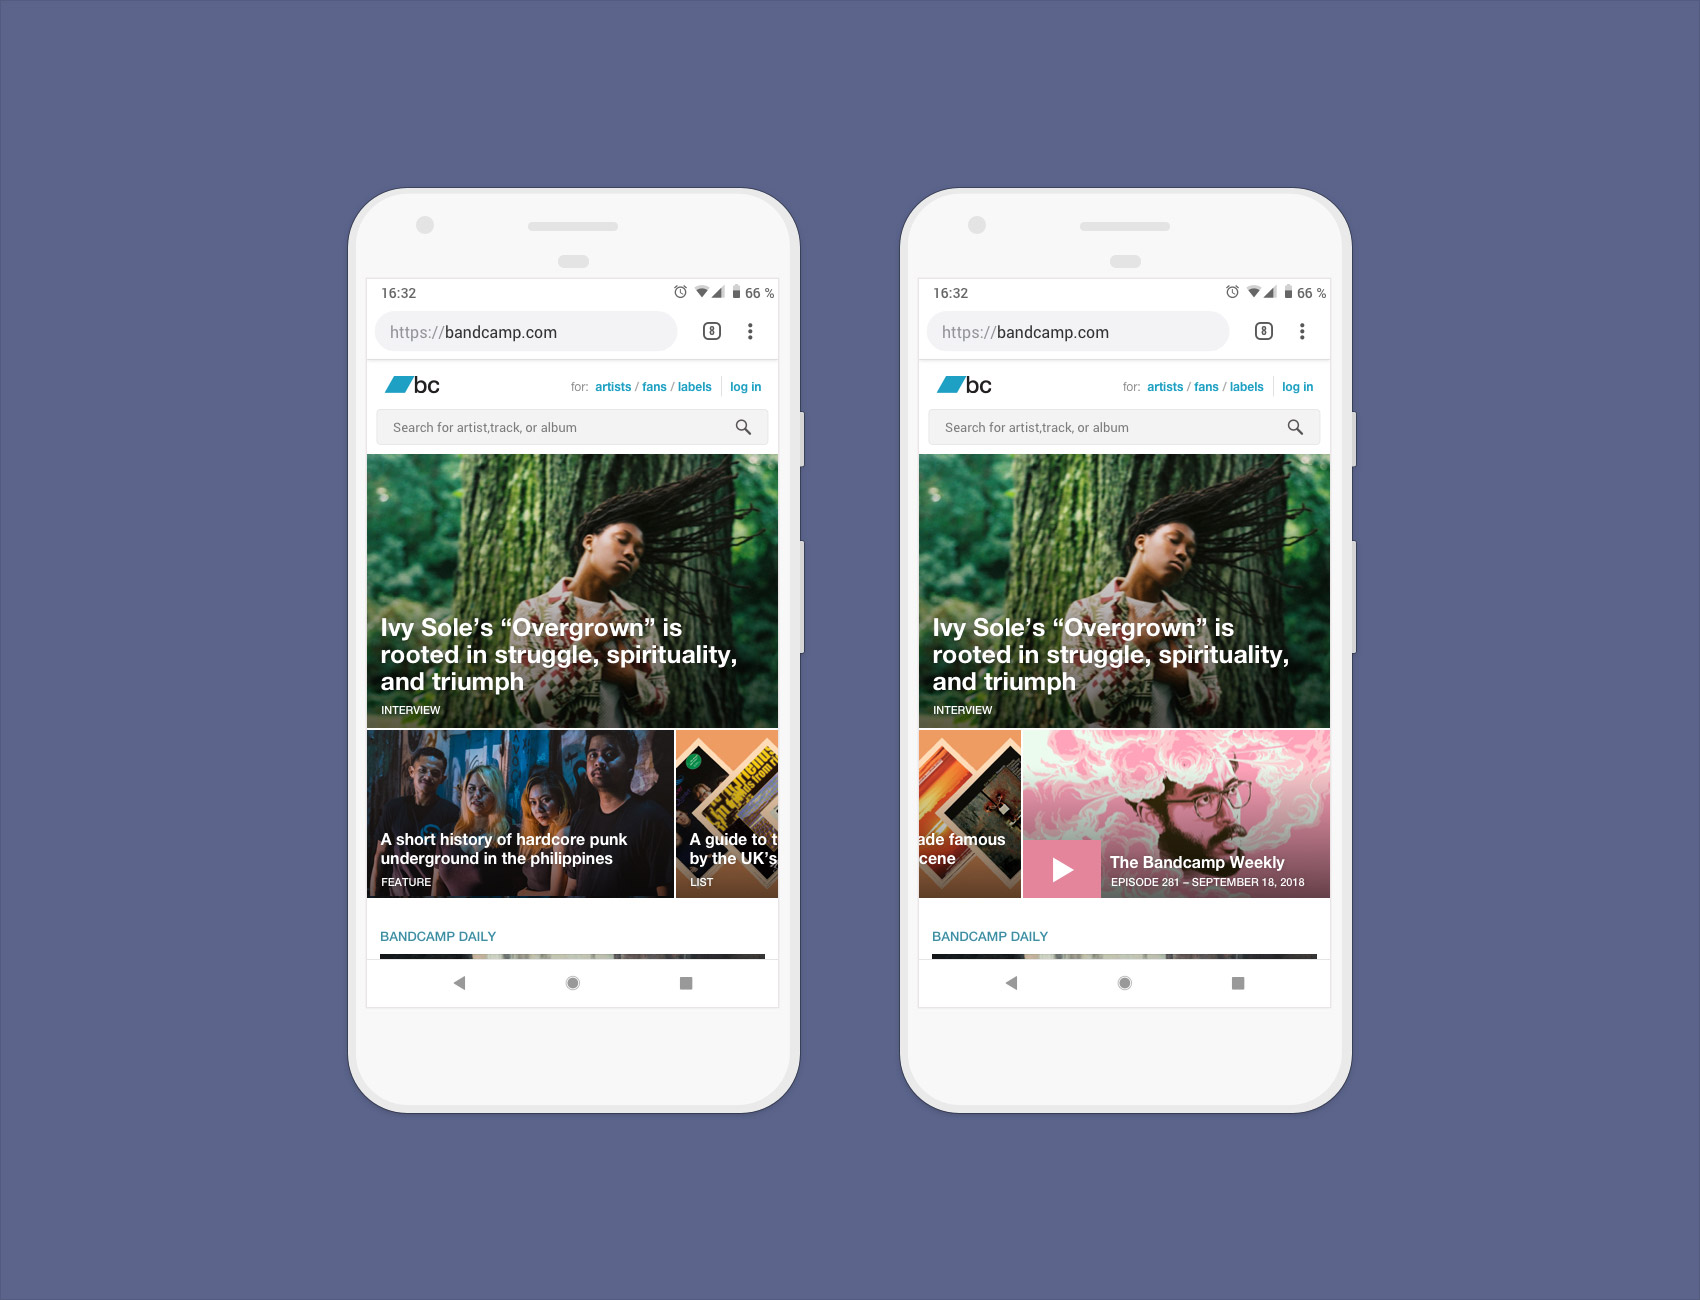 16:32
66 %
https://bandcamp.com
8
bc
for: artists / fans / labels
log in
Search for artist,track, or album
Ivy Sole's “Overgrown” is
rooted in struggle, spirituality,
and triumph
INTERVIEW
A short history of hardcore punk
underground in the philippines
FEATURE
A guide to t
by the UK's
LIST
BANDCAMP DAILY
16:32
66 %
https://bandcamp.com
8
bc
for: artists / fans / labels
log in
Search for artist,track, or album
Ivy Sole's “Overgrown” is
rooted in struggle, spirituality,
and triumph
INTERVIEW
ade famous
cene
The Bandcamp Weekly
EPISODE 281 – SEPTEMBER 18, 2018
BANDCAMP DAILY